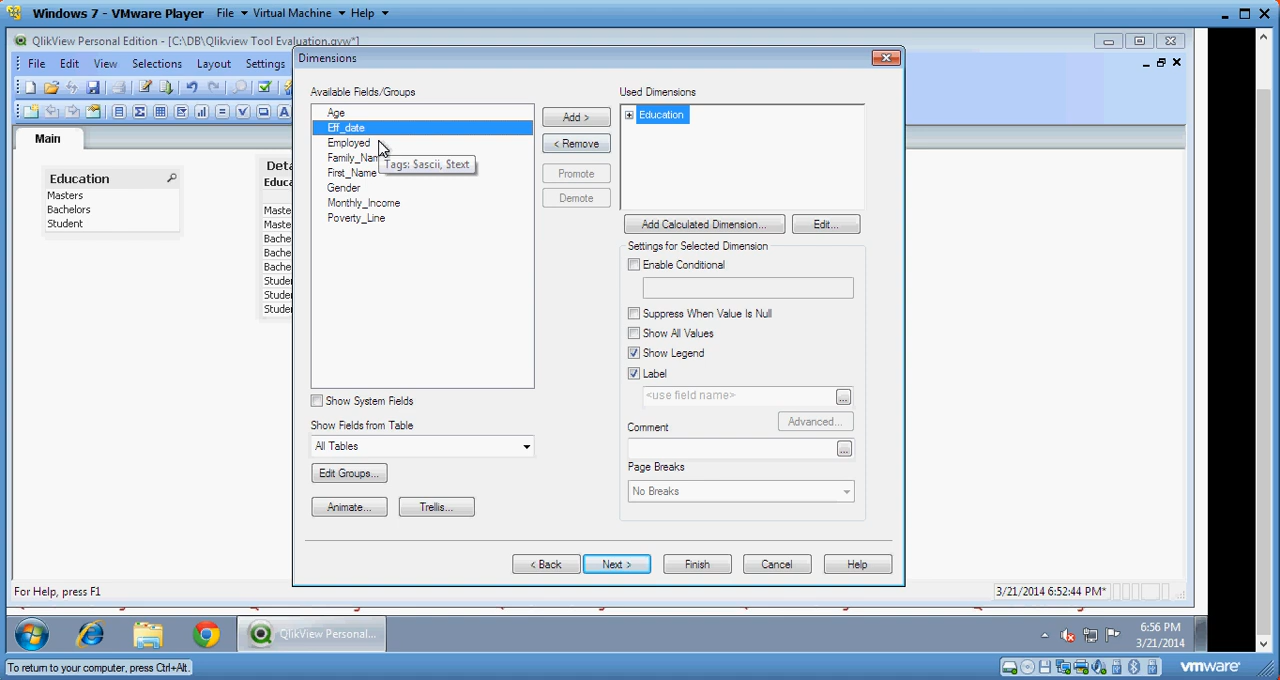 Windows 7 - VMware Player File Virtual Machine Help
QlikView Personal Edition - [C:\DB\Qlikview Tool Evaluation.qvw*]
File Edit View Selections Layout Settings
Main
Education
Masters
Bachelors
Student
Deta
Educa
Maste
Maste
Bache
Bache
Bache
Studer
Studer
Studer
Dimensions
Available Fields/Groups
Age
Eff_date
Employed
Family_Nam
First_Name
Gender
Monthly_Income
Poverty_Line
Tags: $ascii, $text
Add >
< Remove
Promote
Demote
Used Dimensions
Education
Add Calculated Dimension...
Edit...
Settings for Selected Dimension
Enable Conditional
Suppress When Value Is Null
Show All Values
Show Legend
Label
<use field name>
...
Advanced...
Comment
...
Page Breaks
No Breaks
Show System Fields
Show Fields from Table
All Tables
Edit Groups...
Animate...
Trellis...
< Back
Next >
Finish
Cancel
Help
For Help, press F1
3/21/2014 6:52:44 PM*
QlikView Personal...
6:56 PM
3/21/2014
To return to your computer, press Ctrl+Alt.
vmware